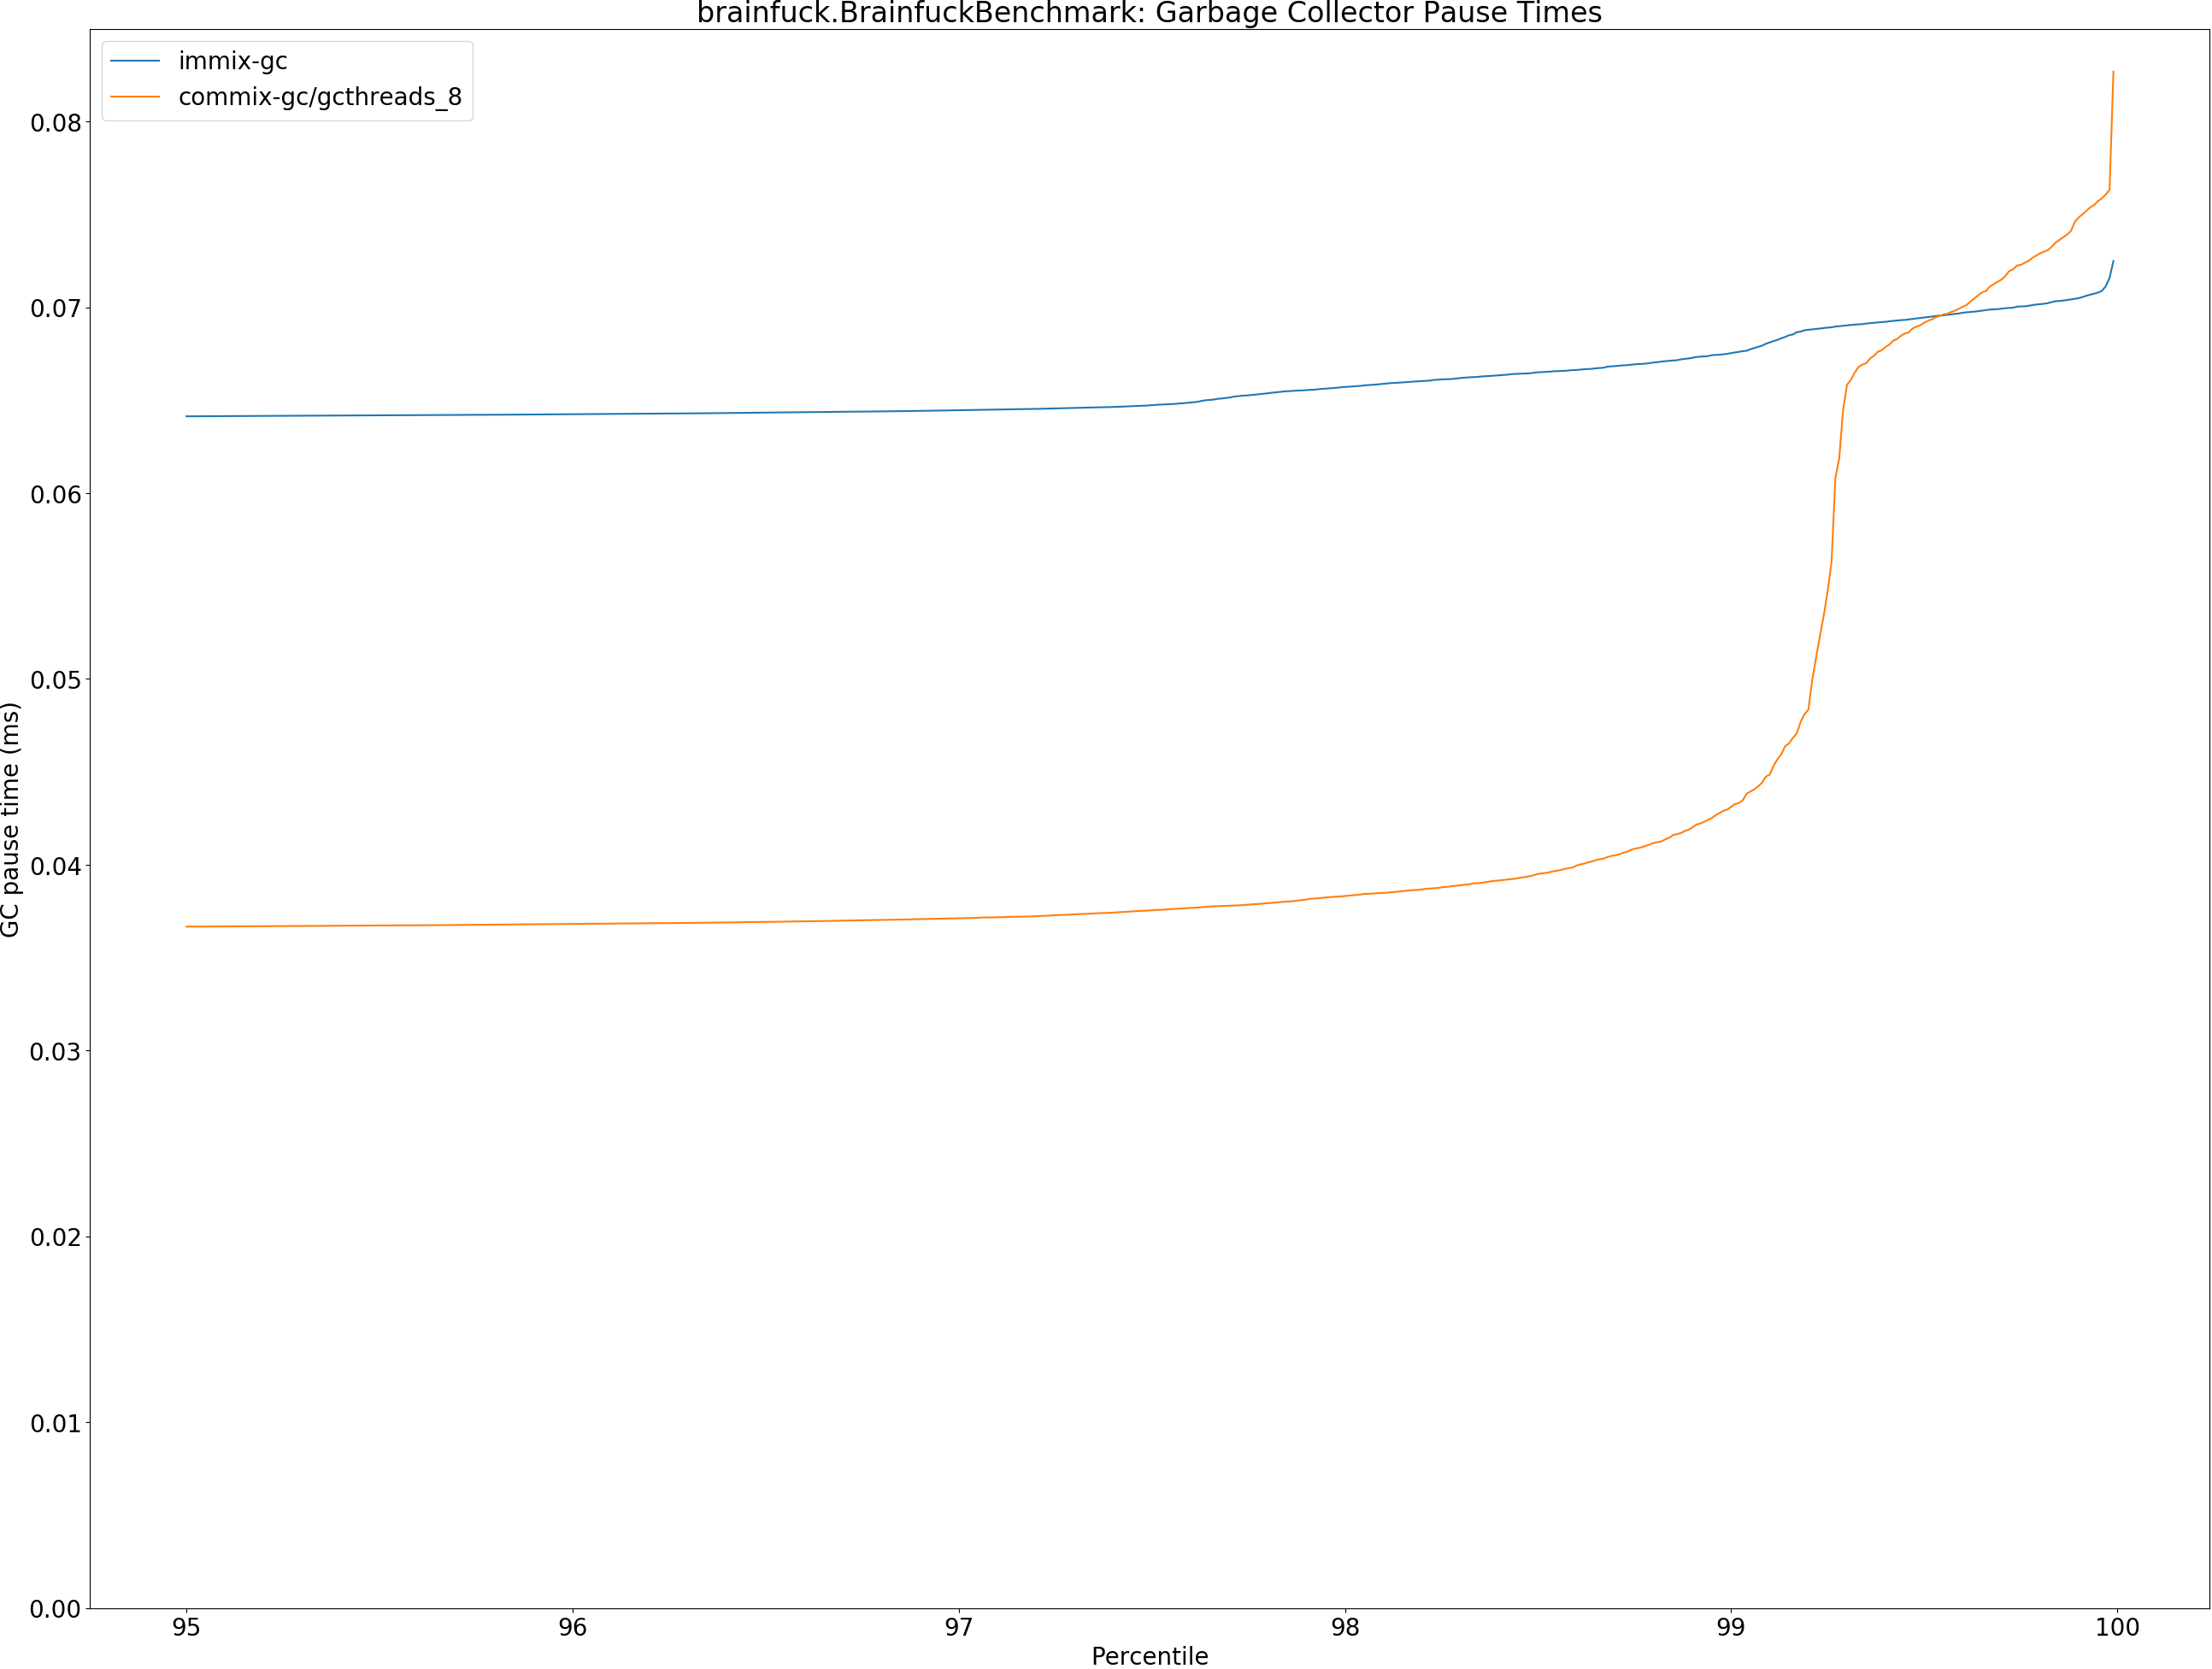 brainfuck.BrainfuckBenchmark: Garbage Collector Pause Times
immix-gc
commix-gc/gcthreads_8
0.08
0.07
0.06
0.05
0.04
0.03
0.02
0.01
0.00
GC pause time (ms)
95 96 97 98 99 100
Percentile